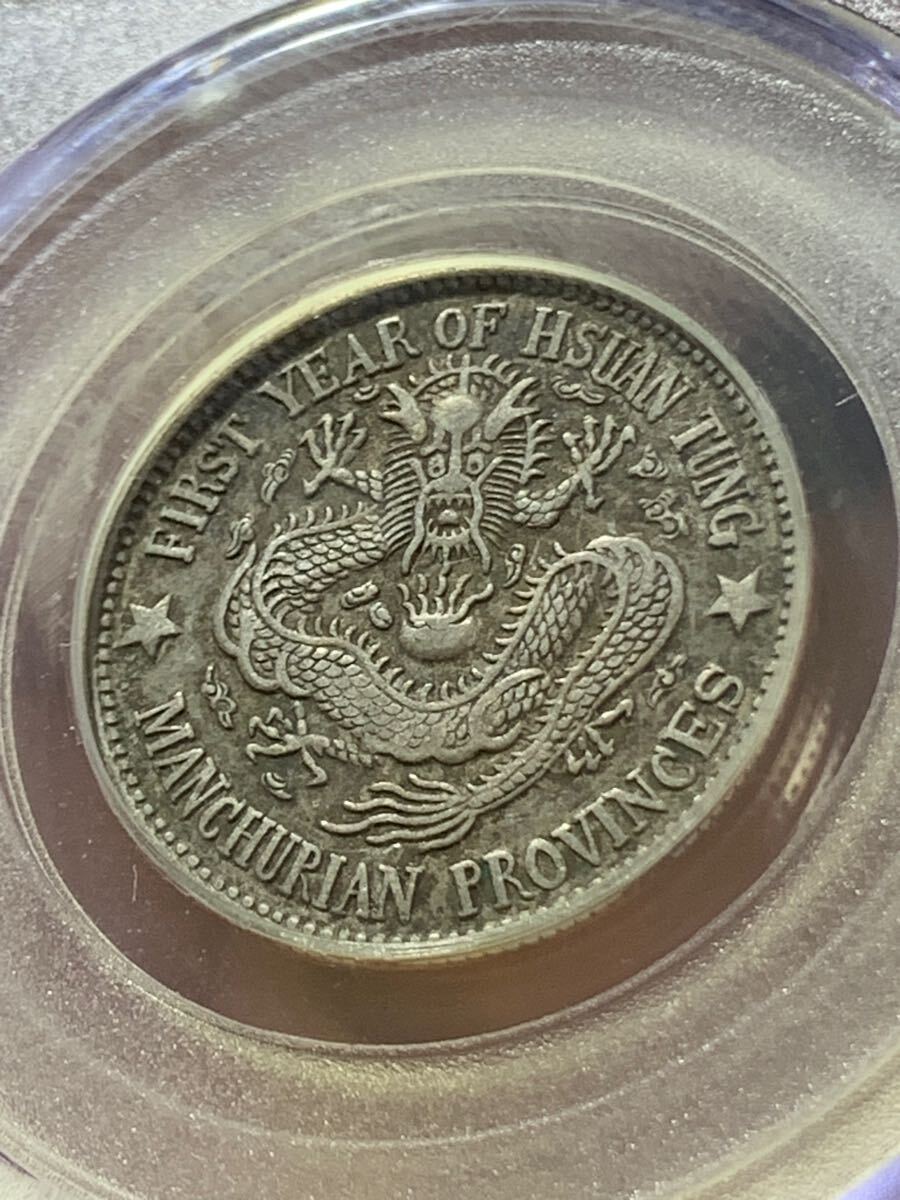 FIRST YEAR OF HSUAN TUNG
MANCHURIAN PROVINCES